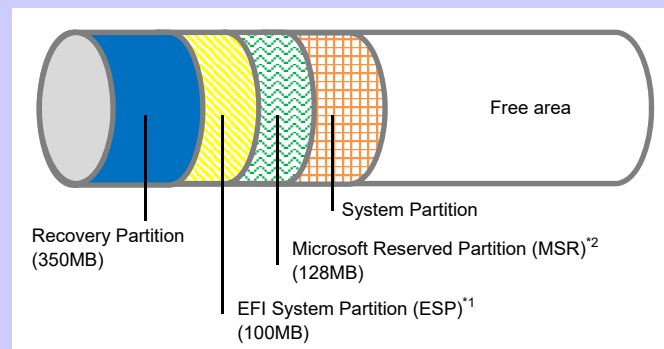 Free area
System Partition
Recovery Partition
(350MB)
Microsoft Reserved Partition (MSR)*2
(128MB)
EFI System Partition (ESP)*1
(100MB)